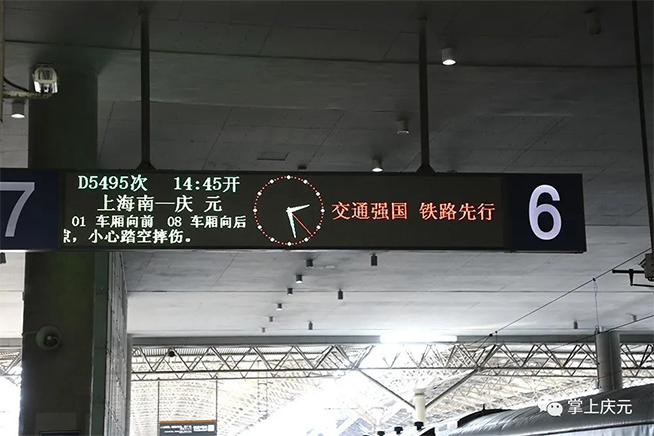 7
D5495次 14:45开
上海南—庆 元
01 车厢向前 08 车厢向后
，小心踏空摔伤。
交通强国 铁路先行
6
掌上庆元